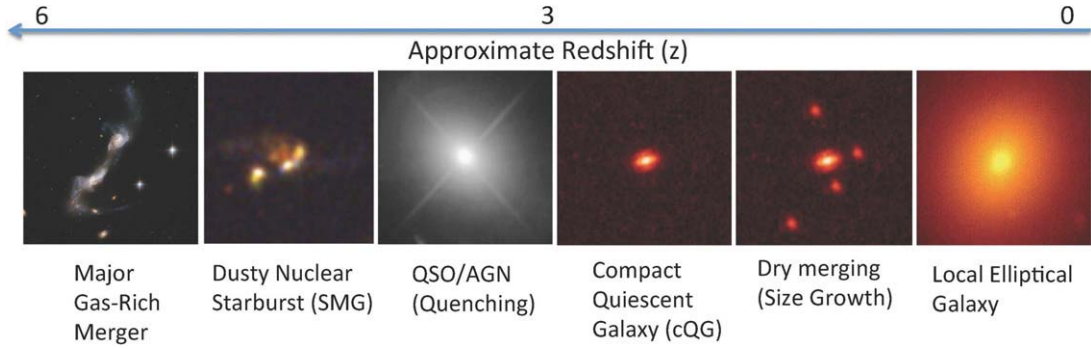 6 3 0
Approximate Redshift (z)
Major
Gas-Rich
Merger
Dusty Nuclear
Starburst (SMG)
QSO/AGN
(Quenching)
Compact
Quiescent
Galaxy (cQG)
Dry merging
(Size Growth)
Local Elliptical
Galaxy